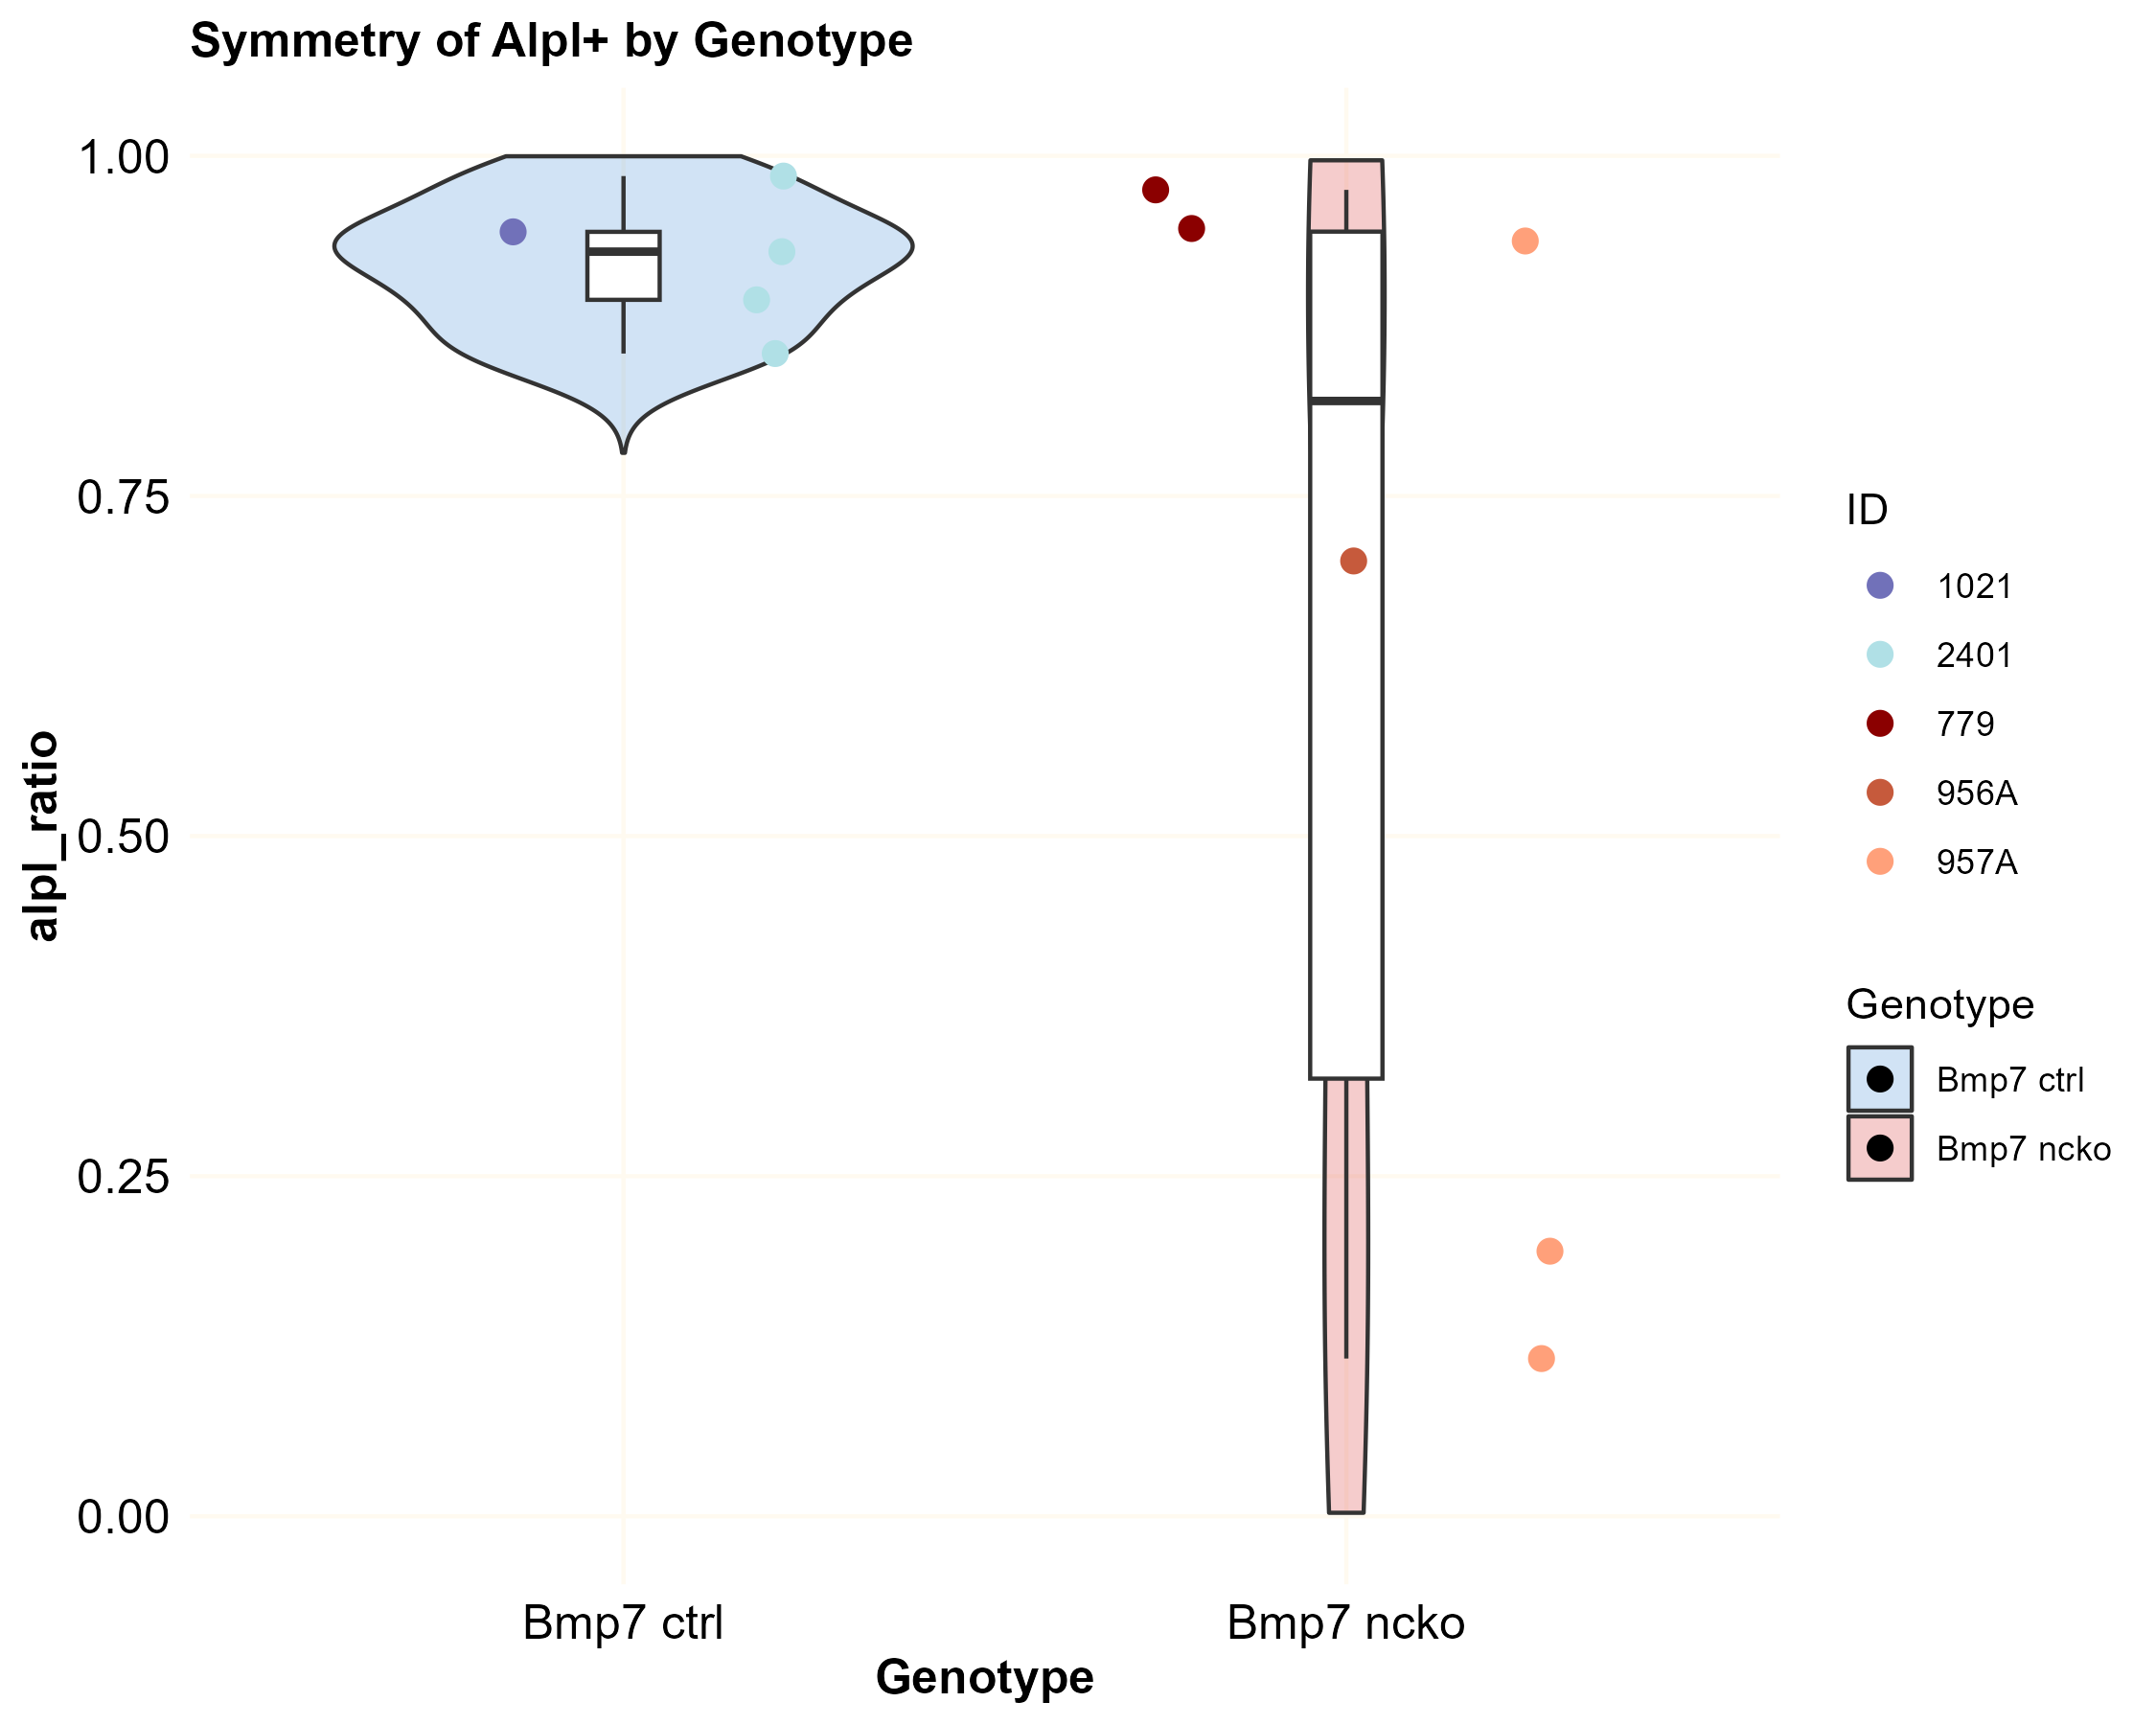 Symmetry of Alpl+ by Genotype
1.00
0.75
0.50
0.25
0.00
alpl_ratio
Bmp7 ctrl
Bmp7 ncko
Genotype
ID
1021
2401
779
956A
957A
Genotype
Bmp7 ctrl
Bmp7 ncko